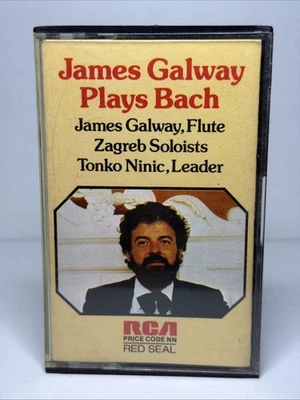 James Galway
Plays Bach
James Galway, Flute
Zagreb Soloists
Tonko Ninic, Leader
RCA
PRICE CODE NN
RED SEAL